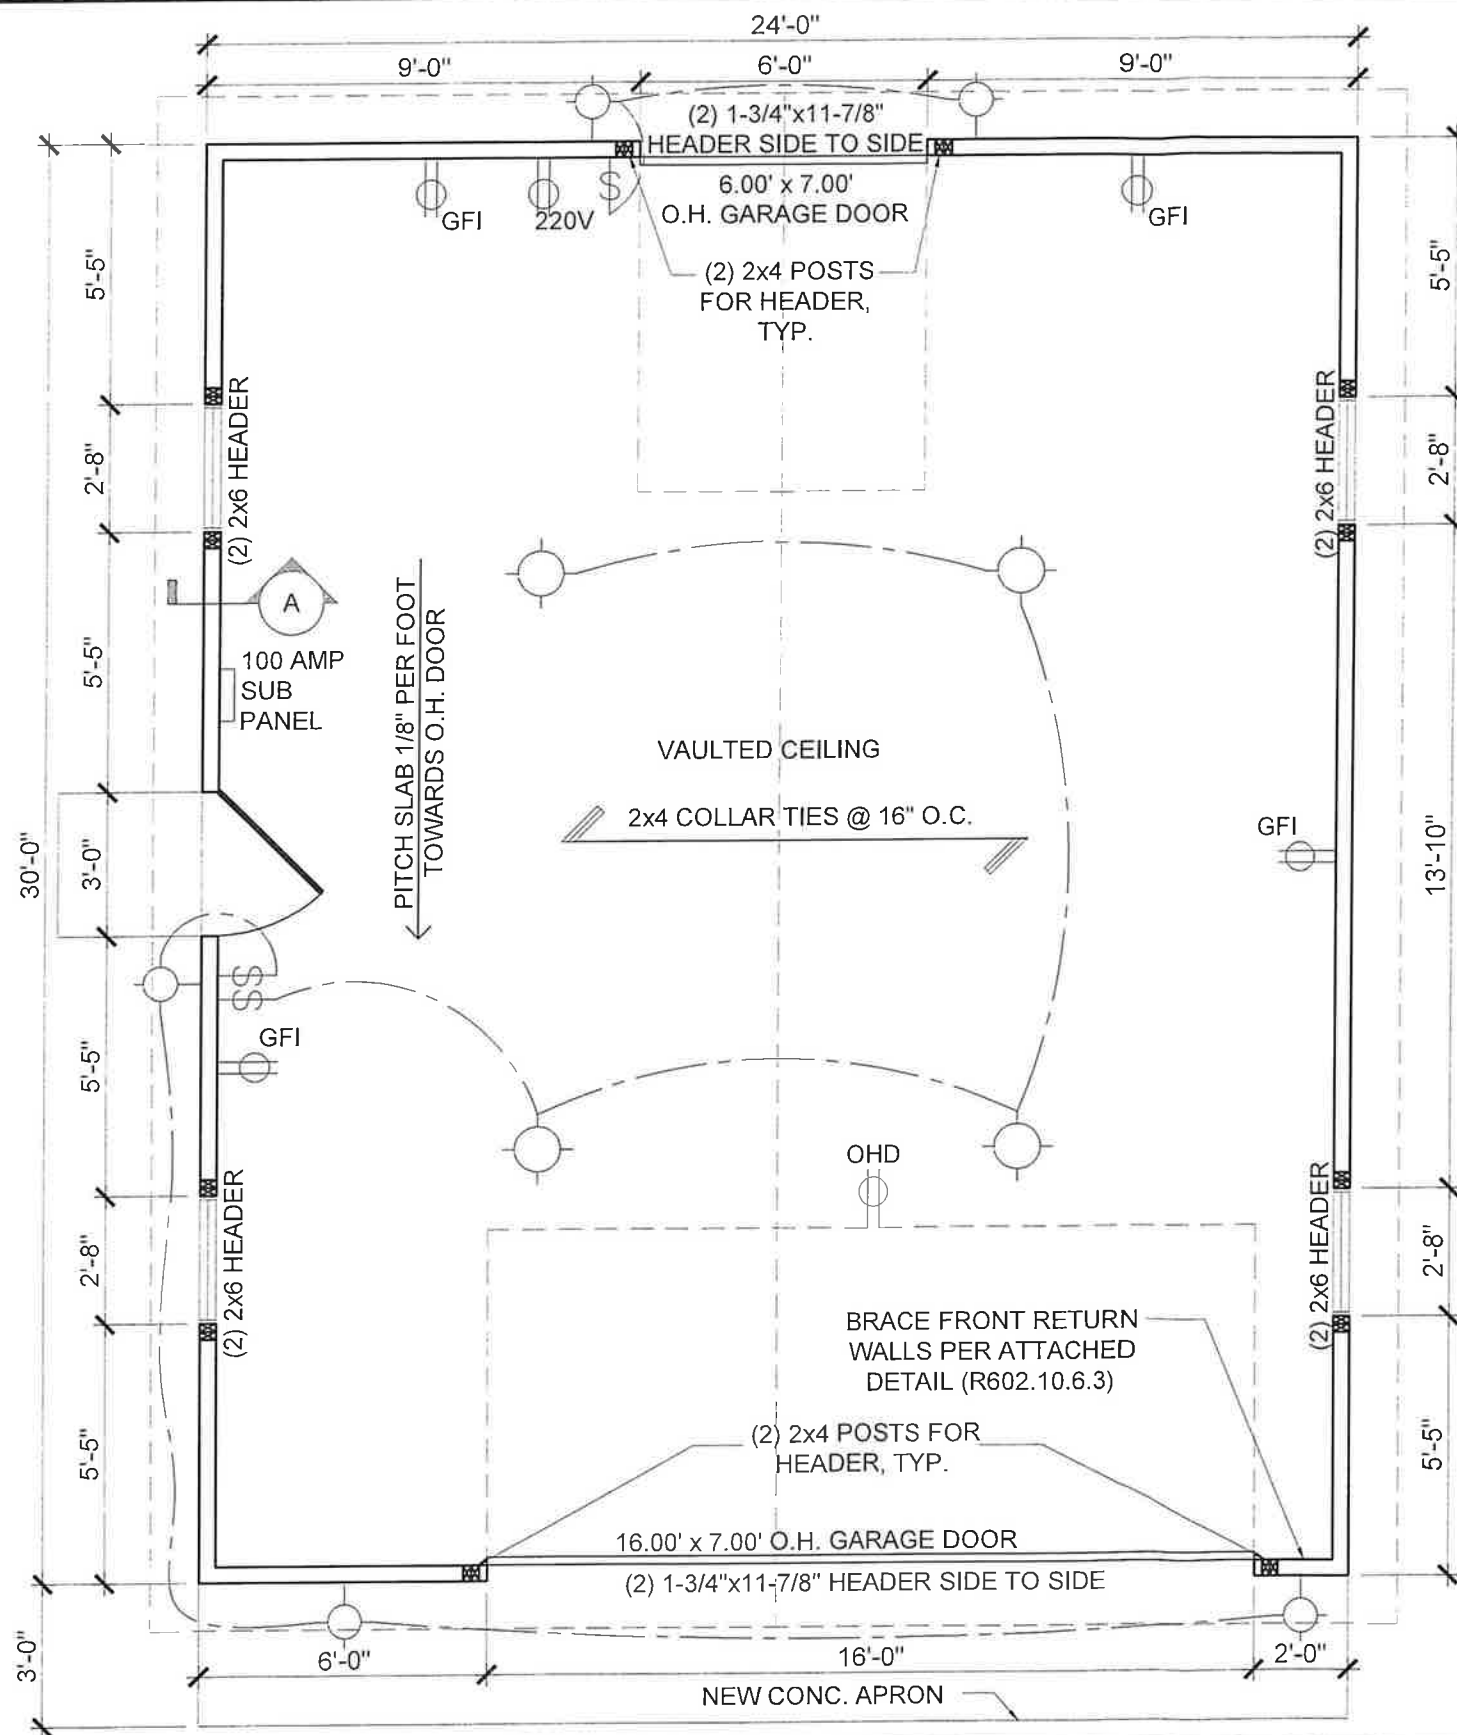 24'-0"
9'-0"
6'-0"
9'-0"
(2) 1-3/4"x11-7/8"
HEADER SIDE TO SIDE
6.00' x 7.00'
O.H. GARAGE DOOR
S
GFI
220V
GFI
(2) 2x4 POSTS
FOR HEADER,
TYP.
5'-5"
5'-5"
2'-8"
(2) 2x6 HEADER
(2) 2x6 HEADER
2'-8"
A
100 AMP
SUB
PANEL
5'-5"
PITCH SLAB 1/8" PER FOOT
TOWARDS O.H. DOOR
VAULTED CEILING
2x4 COLLAR TIES @ 16" O.C.
GFI
30'-0"
3'-0"
13'-10"
SS
GFI
5'-5"
OHD
2'-8"
(2) 2x6 HEADER
(2) 2x6 HEADER
2'-8"
BRACE FRONT RETURN
WALLS PER ATTACHED
DETAIL (R602.10.6.3)
(2) 2x4 POSTS FOR
HEADER, TYP.
5'-5"
5'-5"
16.00' x 7.00' O.H. GARAGE DOOR
(2) 1-3/4"x11-7/8" HEADER SIDE TO SIDE
3'-0"
6'-0"
16'-0"
2'-0"
NEW CONC. APRON